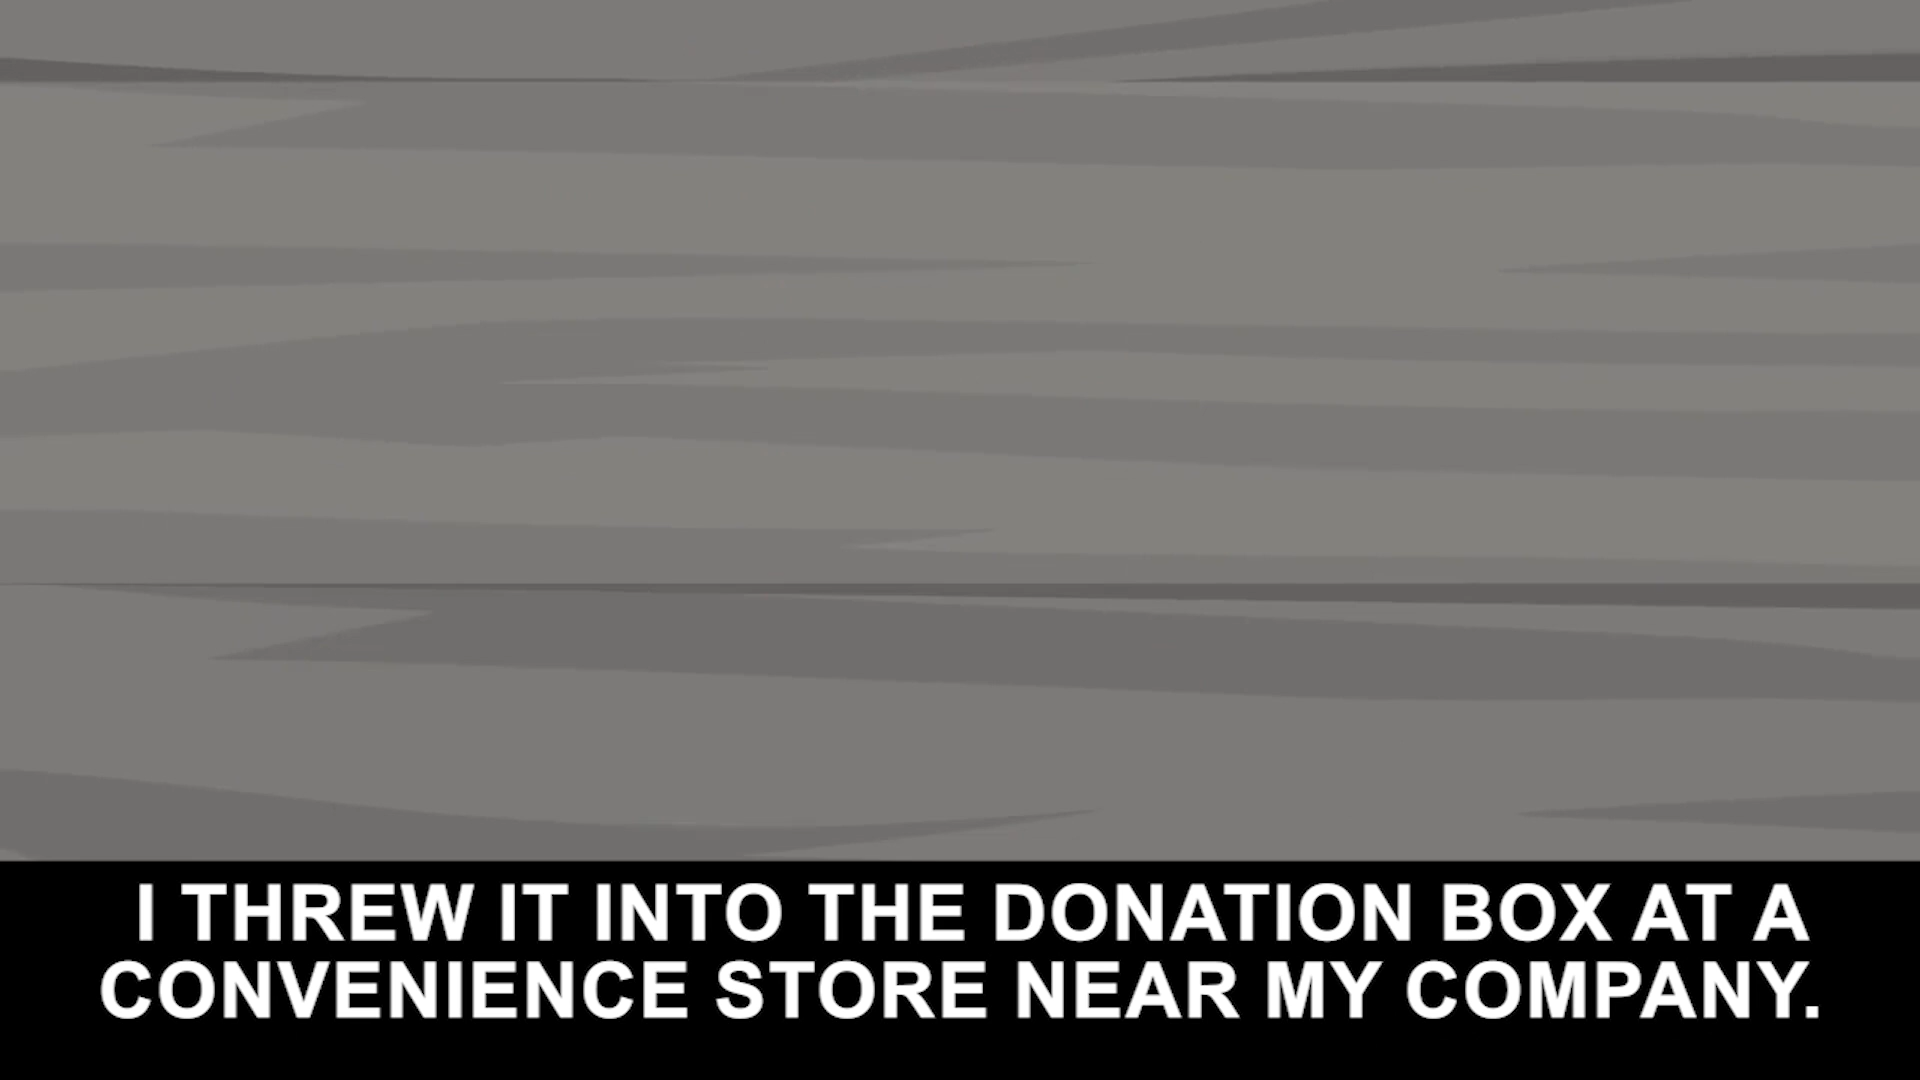 I THREW IT INTO THE DONATION BOX AT A
CONVENIENCE STORE NEAR MY COMPANY.